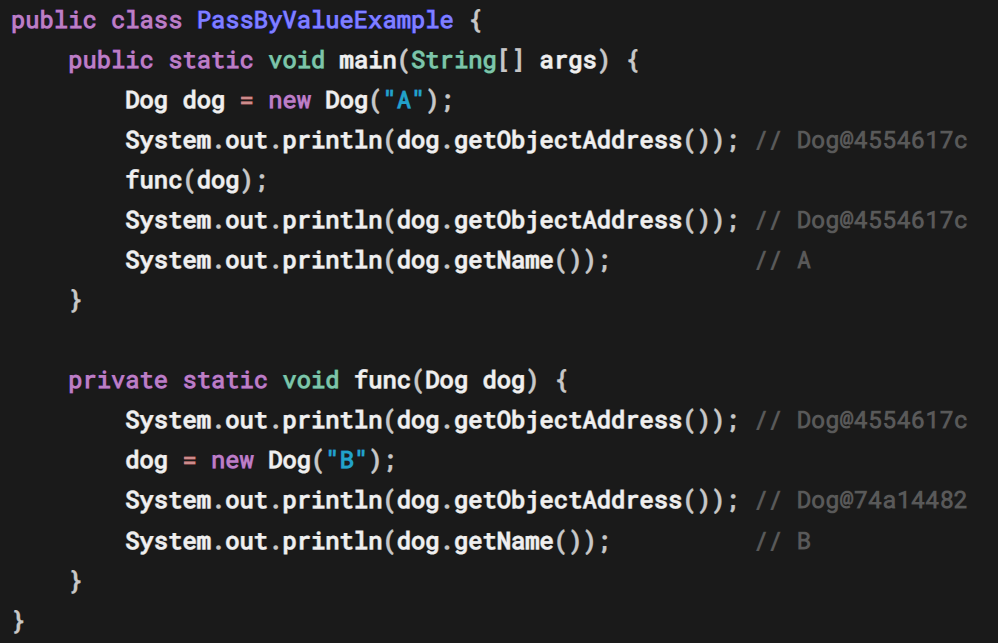 public class PassByValueExample {
    public static void main(String[] args) {
        Dog dog = new Dog("A");
        System.out.println(dog.getObjectAddress()); // Dog@4554617c
        func(dog);
        System.out.println(dog.getObjectAddress()); // Dog@4554617c
        System.out.println(dog.getName());          // A
    }

    private static void func(Dog dog) {
        System.out.println(dog.getObjectAddress()); // Dog@4554617c
        dog = new Dog("B");
        System.out.println(dog.getObjectAddress()); // Dog@74a14482
        System.out.println(dog.getName());          // B
    }
}